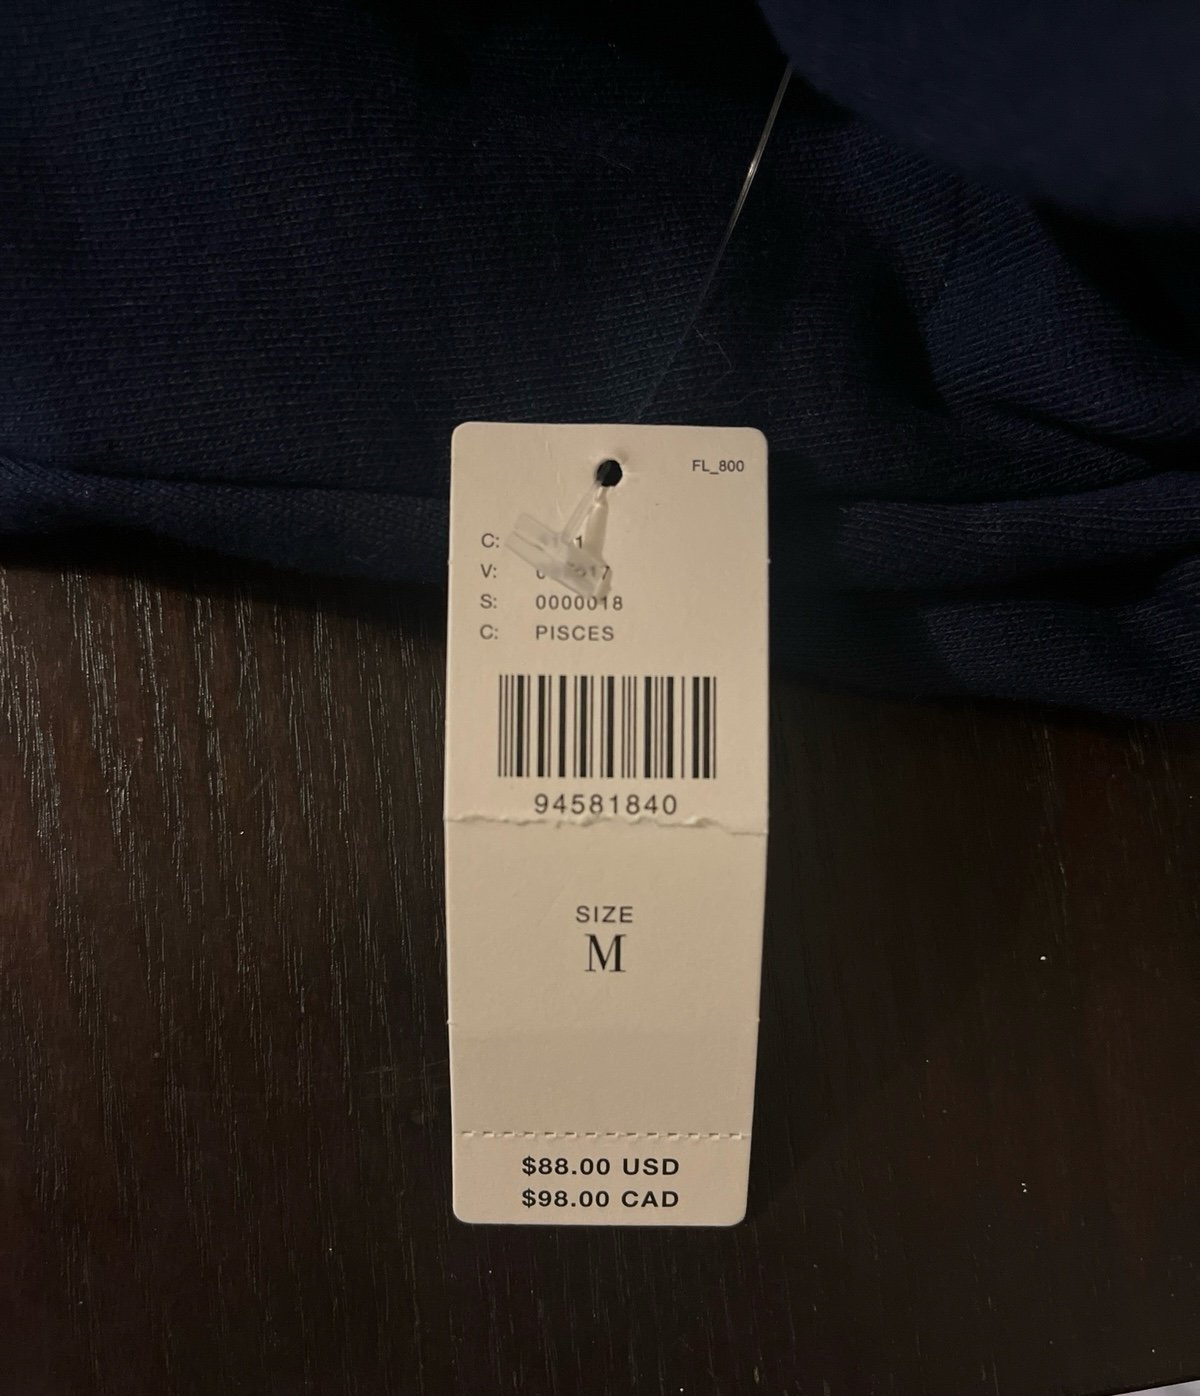 FL_800
C:
V:
S: 0000018
C: PISCES
94581840
SIZE
M
$88.00 USD
$98.00 CAD